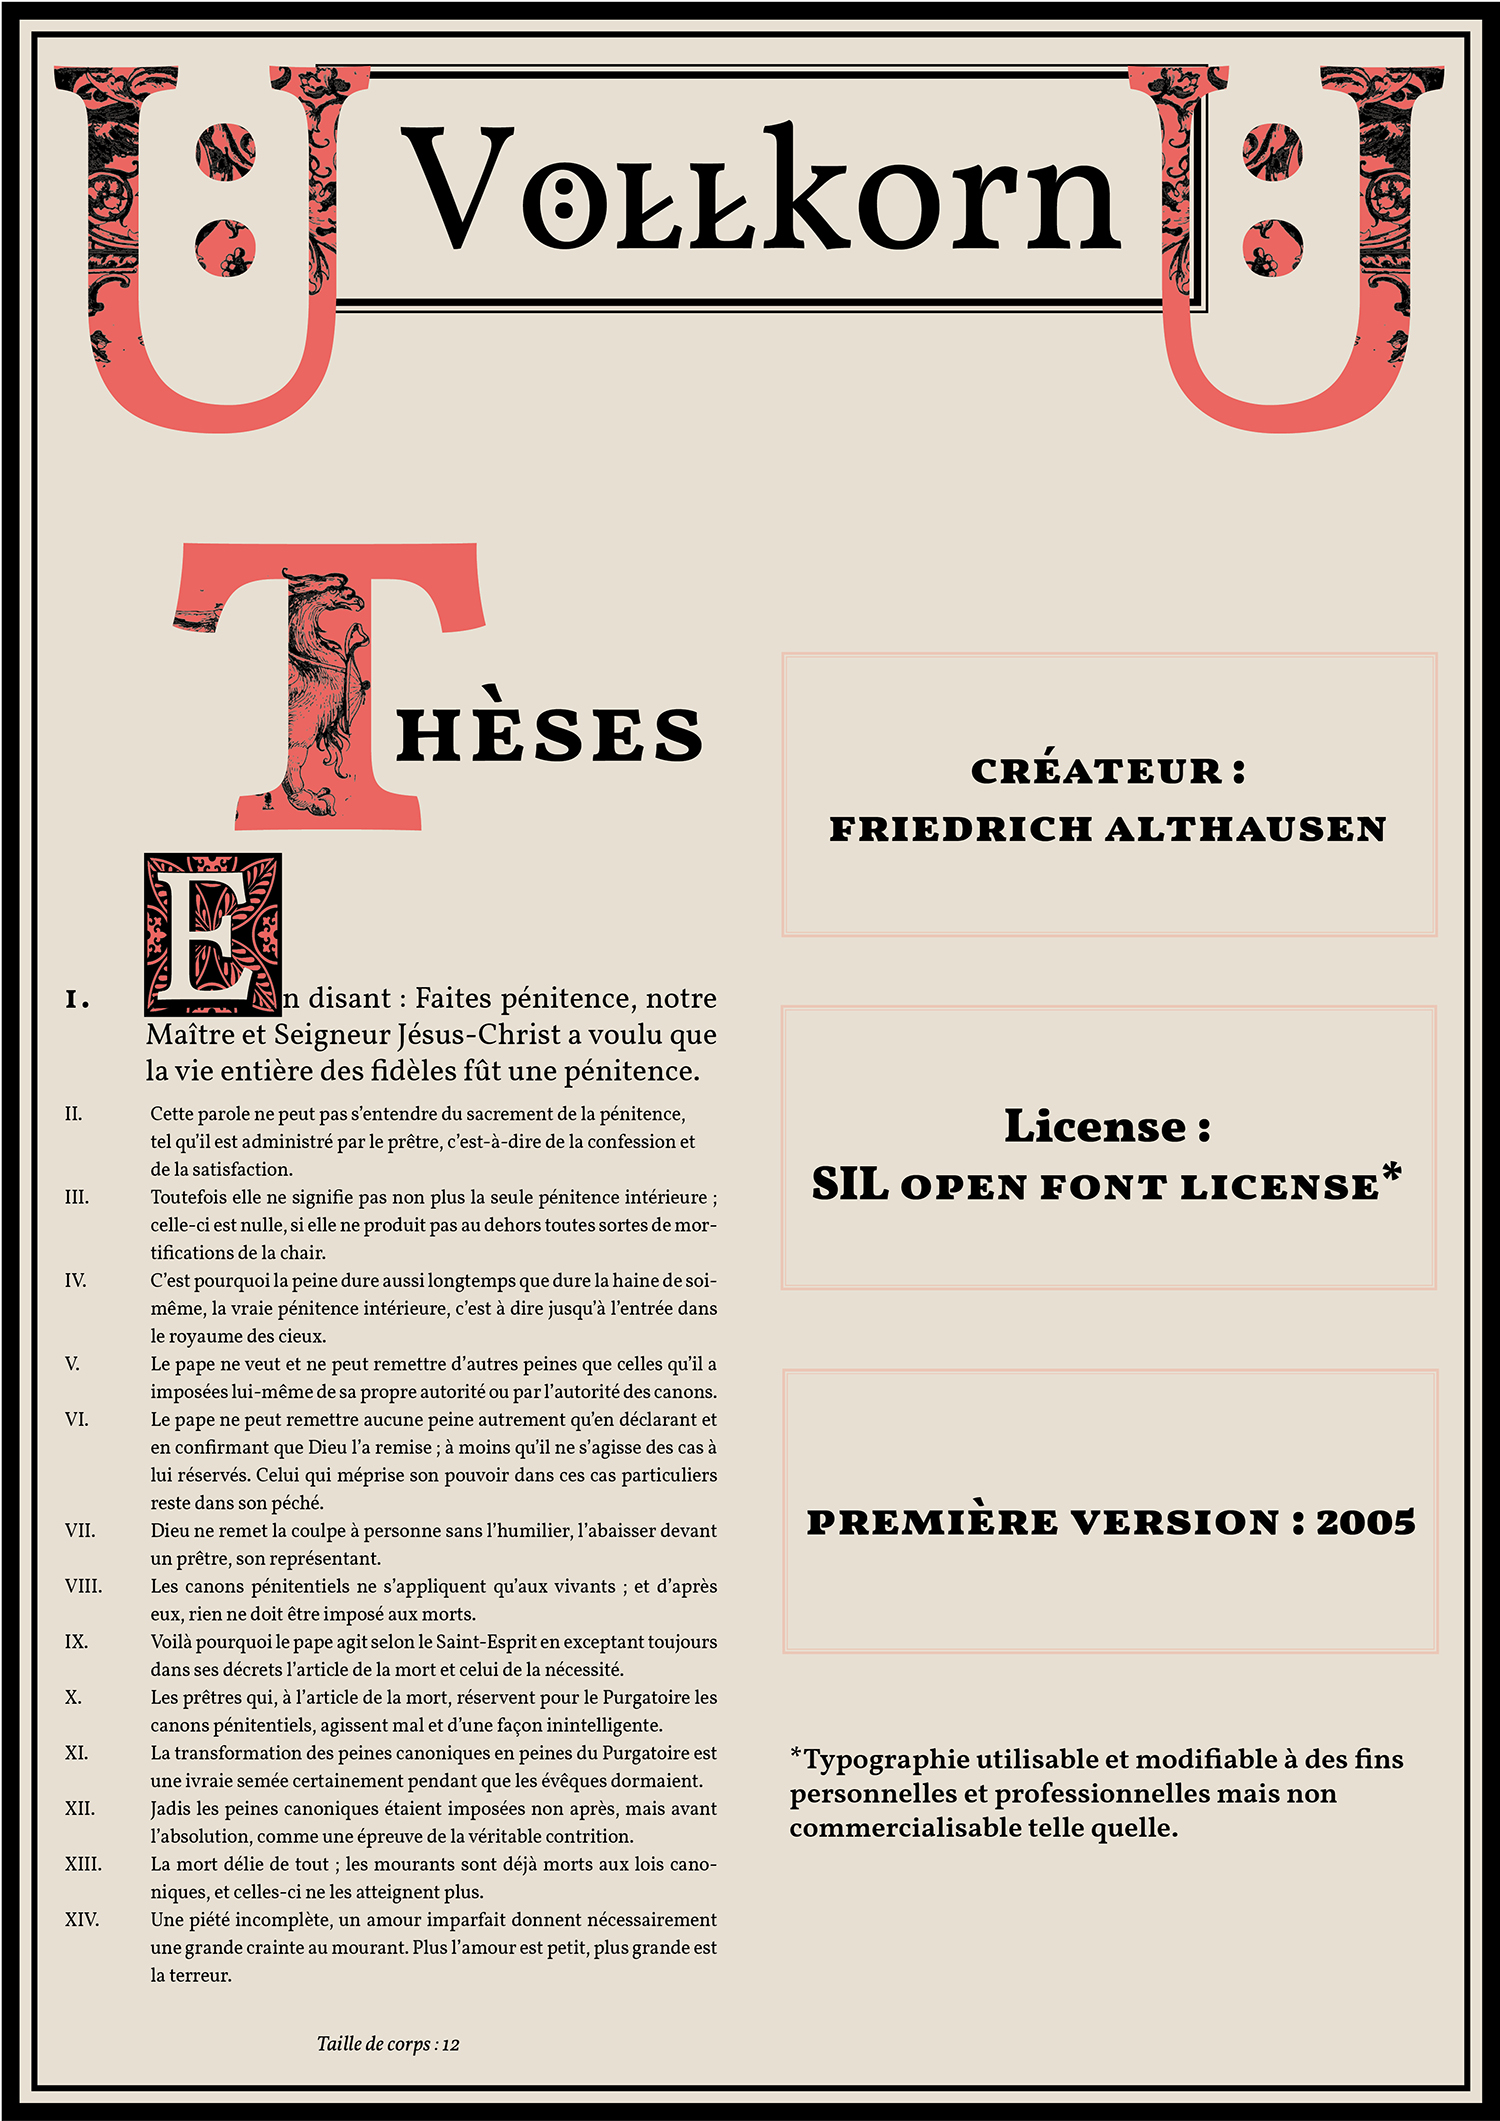 Ü Vołłkorn Ü
THÈSES
I. En disant : Faites pénitence, notre
Maître et Seigneur Jésus-Christ a voulu que
la vie entière des fidèles fût une pénitence.
II. Cette parole ne peut pas s’entendre du sacrement de la pénitence,
tel qu’il est administré par le prêtre, c’est-à-dire de la confession et
de la satisfaction.
III. Toutefois elle ne signifie pas non plus la seule pénitence intérieure ;
celle-ci est nulle, si elle ne produit pas au dehors toutes sortes de mor-
tifications de la chair.
IV. C’est pourquoi la peine dure aussi longtemps que dure la haine de soi-
même, la vraie pénitence intérieure, c’est à dire jusqu’à l’entrée dans
le royaume des cieux.
V. Le pape ne veut et ne peut remettre d’autres peines que celles qu’il a
imposées lui-même de sa propre autorité ou par l’autorité des canons.
VI. Le pape ne peut remettre aucune peine autrement qu’en déclarant et
en confirmant que Dieu l’a remise ; à moins qu’il ne s’agisse des cas à
lui réservés. Celui qui méprise son pouvoir dans ces cas particuliers
reste dans son péché.
VII. Dieu ne remet la coulpe à personne sans l’humilier, l’abaisser devant
un prêtre, son représentant.
VIII. Les canons pénitentiels ne s’appliquent qu’aux vivants ; et d’après
eux, rien ne doit être imposé aux morts.
IX. Voilà pourquoi le pape agit selon le Saint-Esprit en exceptant toujours
dans ses décrets l’article de la mort et celui de la nécessité.
X. Les prêtres qui, à l’article de la mort, réservent pour le Purgatoire les
canons pénitentiels, agissent mal et d’une façon inintelligente.
XI. La transformation des peines canoniques en peines du Purgatoire est
une ivraie semée certainement pendant que les évêques dormaient.
XII. Jadis les peines canoniques étaient imposées non après, mais avant
l’absolution, comme une épreuve de la véritable contrition.
XIII. La mort délie de tout ; les mourants sont déjà morts aux lois cano-
niques, et celles-ci ne les atteignent plus.
XIV. Une piété incomplète, un amour imparfait donnent nécessairement
une grande crainte au mourant. Plus l’amour est petit, plus grande est
la terreur.
Taille de corps : 12
CRÉATEUR :
FRIEDRICH ALTHAUSEN
License :
SIL OPEN FONT LICENSE*
PREMIÈRE VERSION : 2005
*Typographie utilisable et modifiable à des fins
personnelles et professionnelles mais non
commercialisable telle quelle.